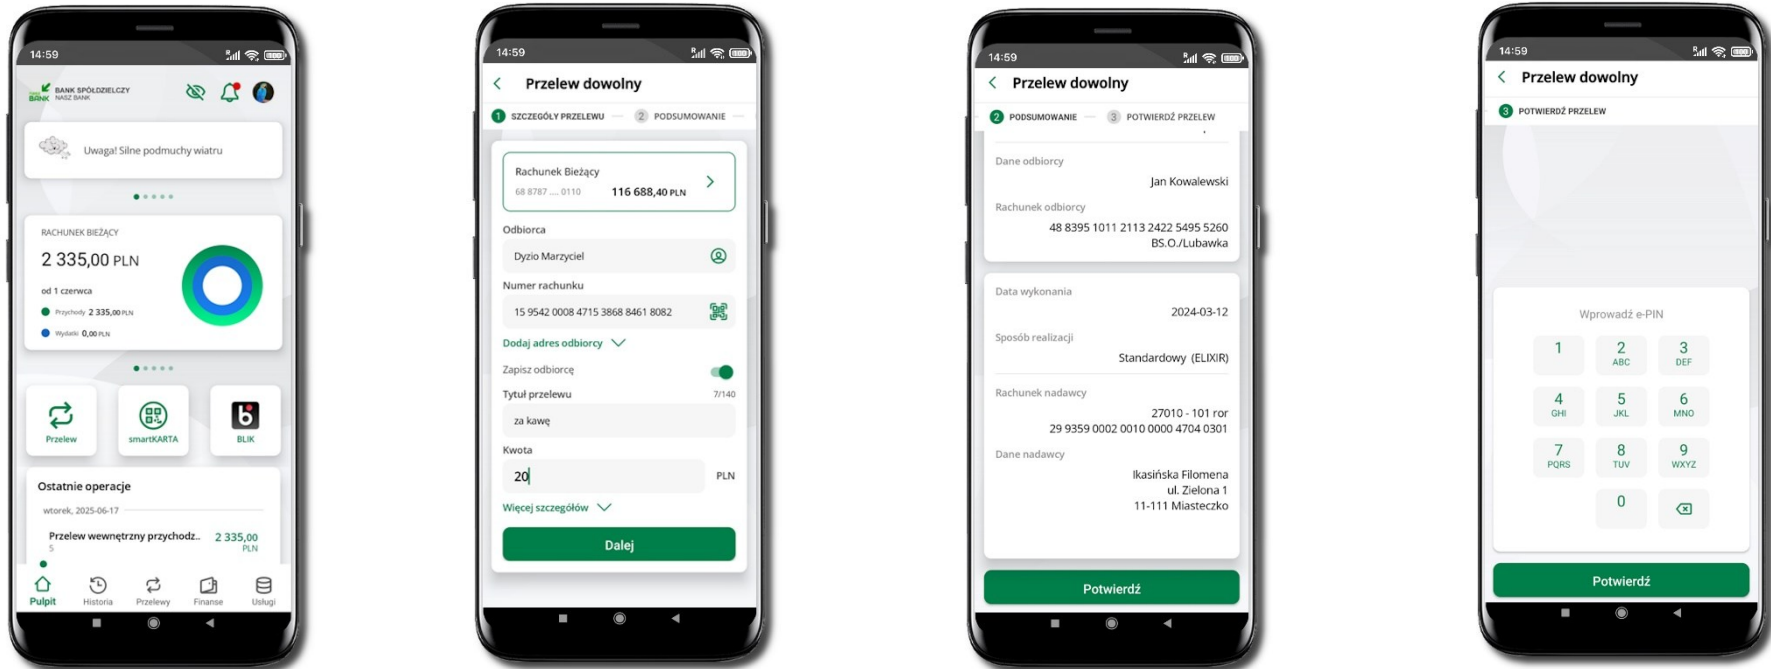 14:59
BANK SPÓŁDZIELCZY
NASZ BANK
BANK
Uwaga! Silne podmuchy wiatru
RACHUNEK BIEŻĄCY
2 335,00 PLN
od 1 czerwca
Przychody 2 335,00 PLN
Wydatki 0,00 PLN
Przelew
smartKARTA
BLIK
Ostatnie operacje
wtorek, 2025-06-17
Przelew wewnętrzny przychodz.. 2 335,00
5 PLN
Pulpit
Historia
Przelewy
Finanse
Usługi
14:59
Przelew dowolny
1 SZCZEGÓŁY PRZELEWU 2 PODSUMOWANIE
Rachunek Bieżący
68 8787 .... 0110 116 688,40 PLN
Odbiorca
Dyzio Marzyciel
Numer rachunku
15 9542 0008 4715 3868 8461 8082
Dodaj adres odbiorcy
Zapisz odbiorcę
Tytuł przelewu 7/140
za kawę
Kwota
20 PLN
Więcej szczegółów
Dalej
14:59
Przelew dowolny
2 PODSUMOWANIE 3 POTWIERDŹ PRZELEW
Dane odbiorcy
Jan Kowalewski
Rachunek odbiorcy
48 8395 1011 2113 2422 5495 5260
BS.O./Lubawka
Data wykonania
2024-03-12
Sposób realizacji
Standardowy (ELIXIR)
Rachunek nadawcy
27010 - 101 ror
29 9359 0002 0010 0000 4704 0301
Dane nadawcy
Ikasińska Filomena
ul. Zielona 1
11-111 Miasteczko
Potwierdź
14:59
Przelew dowolny
3 POTWIERDŹ PRZELEW
Wprowadź e-PIN
1 2 3
ABC DEF
4 5 6
GHI JKL MNO
7 8 9
PQRS TUV WXYZ
0
Potwierdź